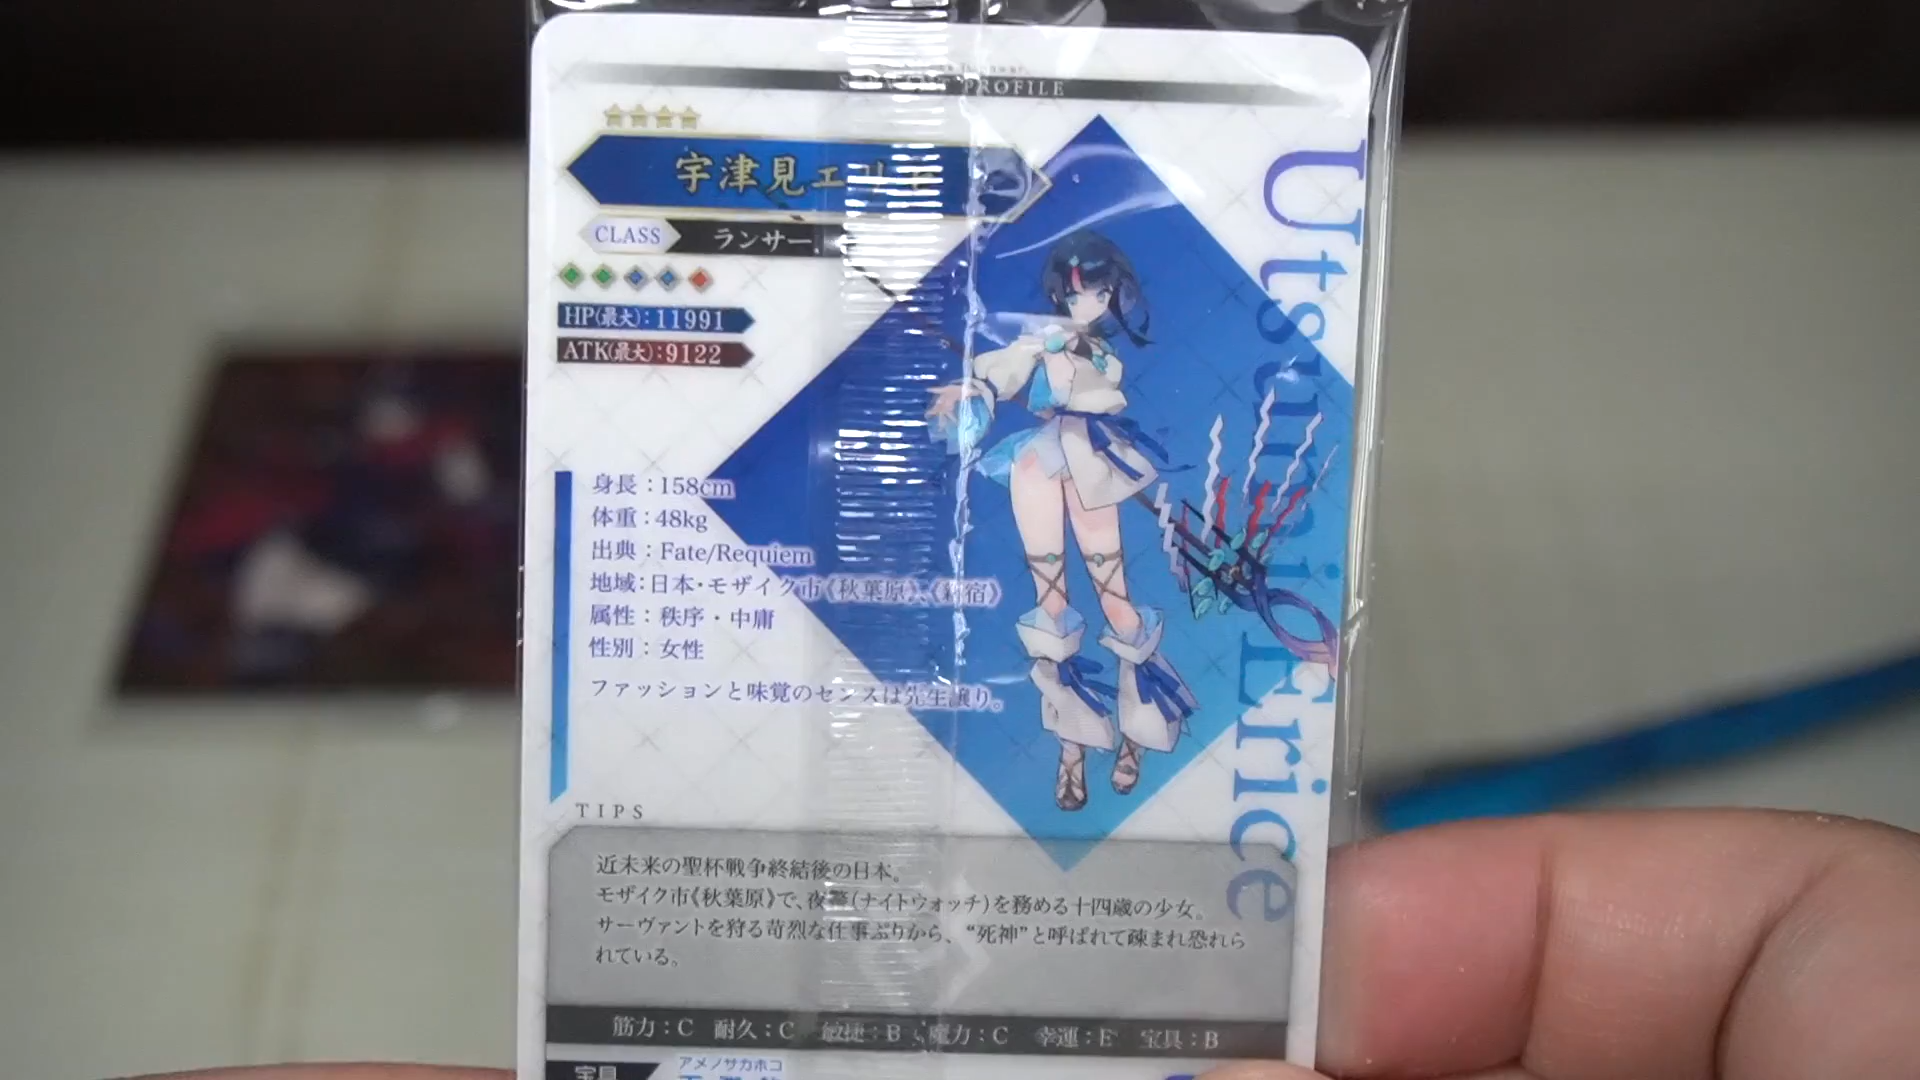 PROFILE
宇津見エリセ
CLASS ランサー
HP(最大):11991
ATK(最大):9122
身長:158cm
体重:48kg
出典:Fate/Requiem
地域:日本・モザイク市《秋葉原》、《新宿》
属性:秩序・中庸
性別:女性
ファッションと味覚のセンスは先生譲り。
Utsumi Erice
TIPS
近未来の聖杯戦争終結後の日本。
モザイク市《秋葉原》で、夜警(ナイトウォッチ)を務める十四歳の少女。
サーヴァントを狩る苛烈な仕事ぶりから、“死神”と呼ばれて疎まれ恐れら
れている。
筋力:C 耐久:C 敏捷:B 魔力:C 幸運:E 宝具:B
宝具 アメノサカホコ